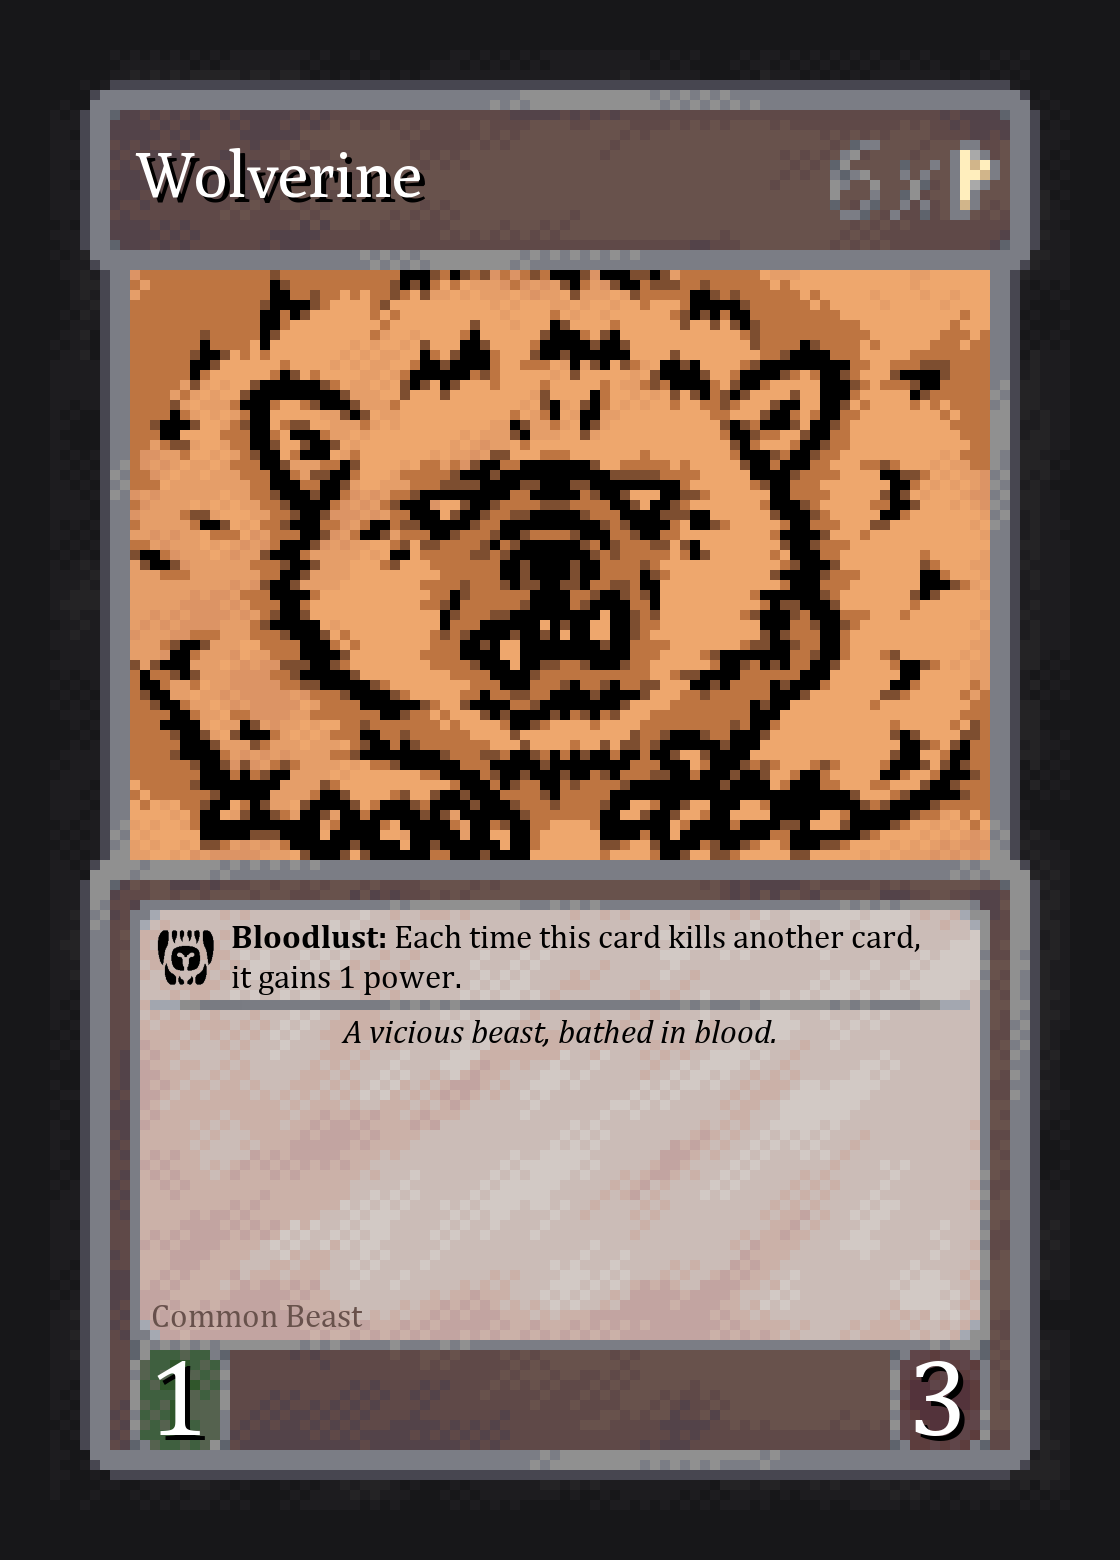 Wolverine 6x
Bloodlust: Each time this card kills another card,
it gains 1 power.
A vicious beast, bathed in blood.
Common Beast
1 3